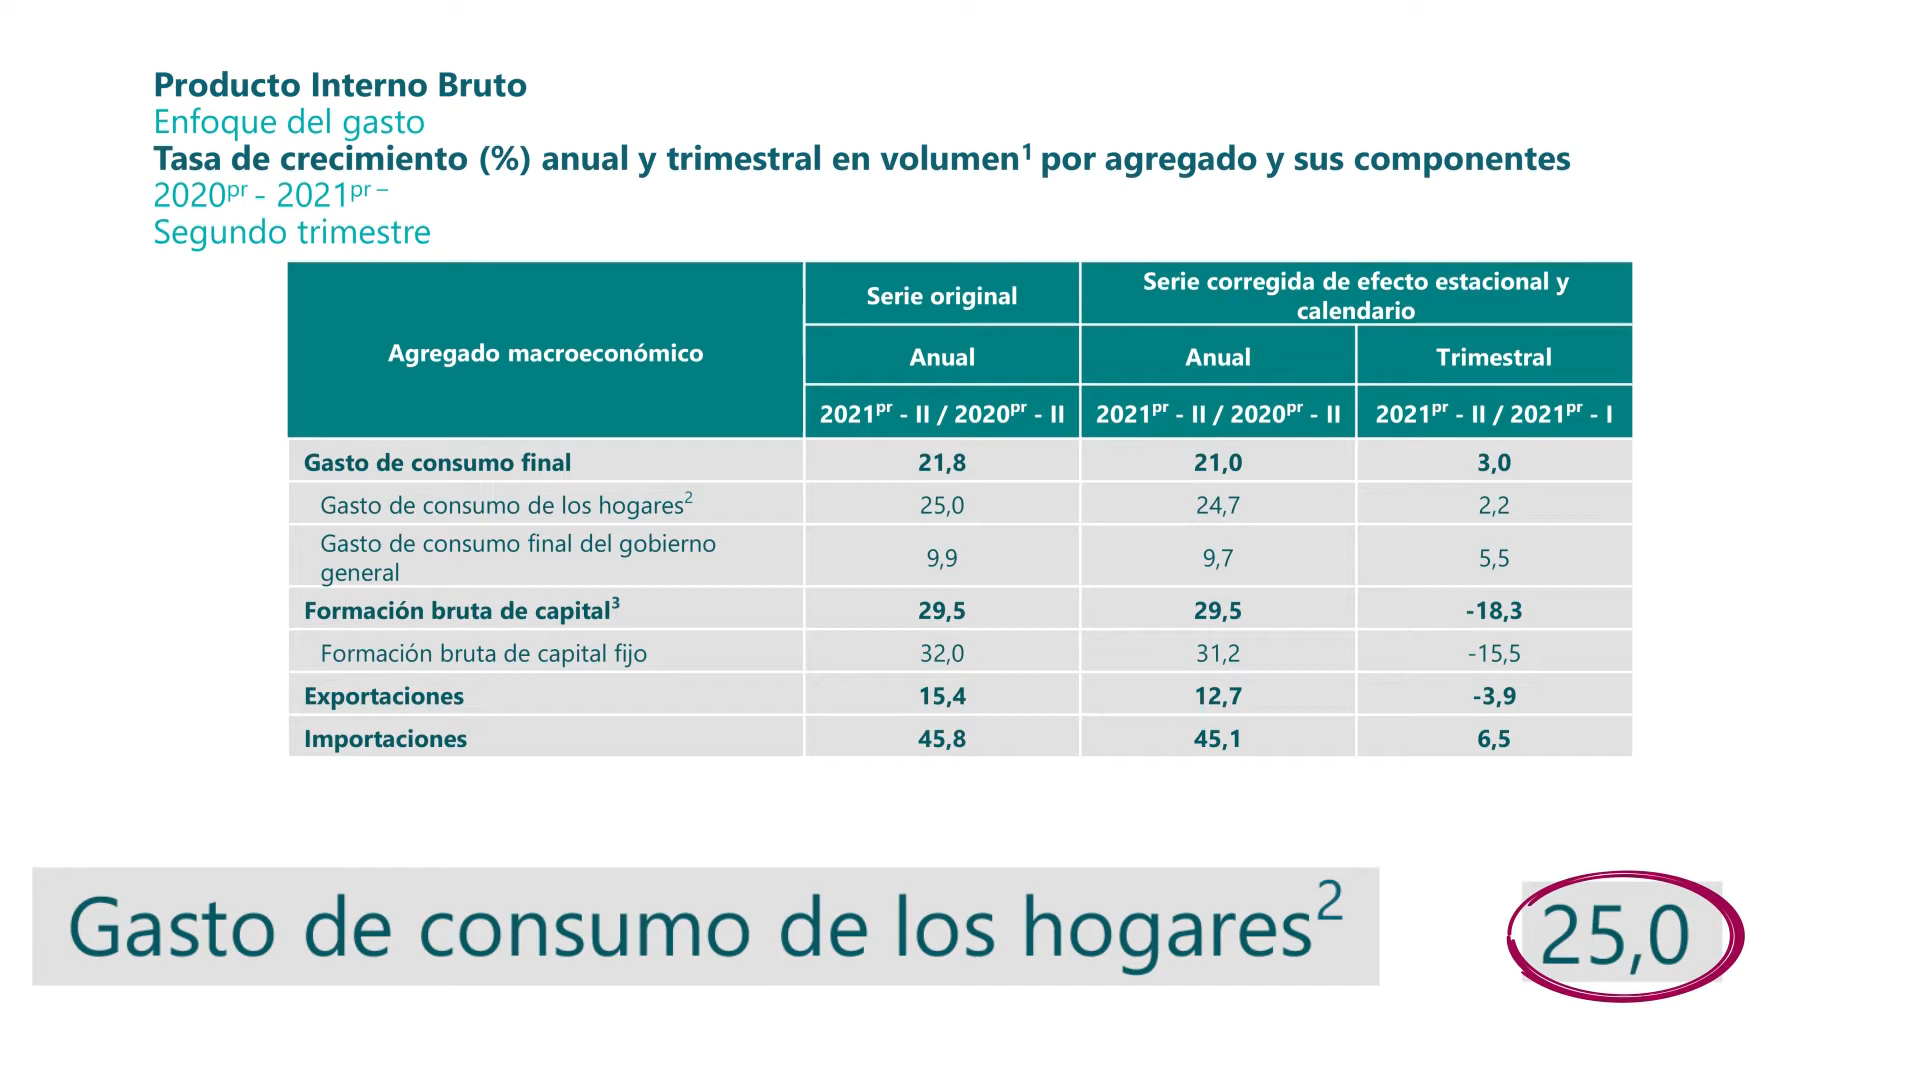 Producto Interno Bruto
Enfoque del gasto
Tasa de crecimiento (%) anual y trimestral en volumen¹ por agregado y sus componentes
2020ᵖʳ - 2021ᵖʳ –
Segundo trimestre
Agregado macroeconómico
Serie original
Serie corregida de efecto estacional y
calendario
Anual Anual Trimestral
2021ᵖʳ - II / 2020ᵖʳ - II 2021ᵖʳ - II / 2020ᵖʳ - II 2021ᵖʳ - II / 2021ᵖʳ - I
Gasto de consumo final 21,8 21,0 3,0
Gasto de consumo de los hogares² 25,0 24,7 2,2
Gasto de consumo final del gobierno
general 9,9 9,7 5,5
Formación bruta de capital³ 29,5 29,5 -18,3
Formación bruta de capital fijo 32,0 31,2 -15,5
Exportaciones 15,4 12,7 -3,9
Importaciones 45,8 45,1 6,5
Gasto de consumo de los hogares² 25,0